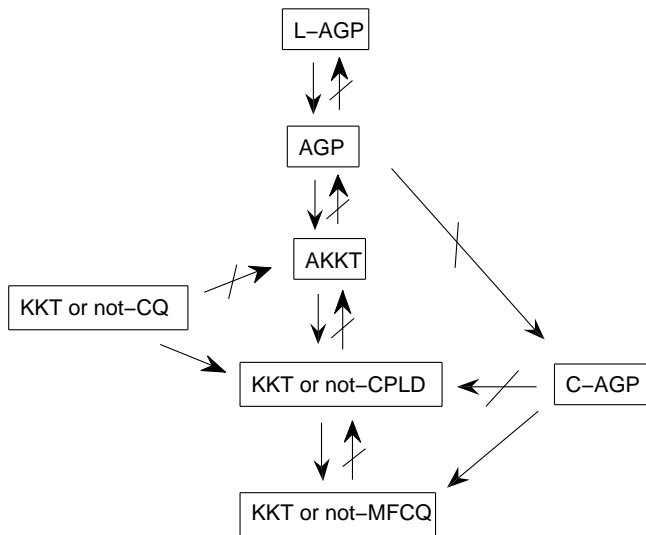 L−AGP
AGP
AKKT
KKT or not−CQ
KKT or not−CPLD
C−AGP
KKT or not−MFCQ